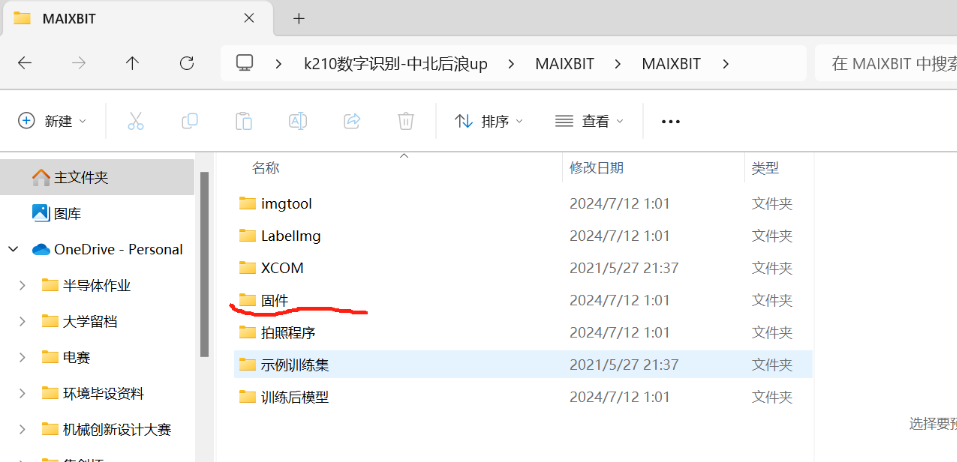 MAIXBIT
k210数字识别-中北后浪up > MAIXBIT > MAIXBIT > 在 MAIXBIT 中搜索
新建 排序 查看
名称 修改日期 类型
主文件夹
图库
OneDrive - Personal
半导体作业
大学留档
电赛
环境毕设资料
机械创新设计大赛
imgtool 2024/7/12 1:01 文件夹
LabelImg 2024/7/12 1:01 文件夹
XCOM 2021/5/27 21:37 文件夹
固件 2024/7/12 1:01 文件夹
拍照程序 2024/7/12 1:01 文件夹
示例训练集 2021/5/27 21:37 文件夹
训练后模型 2024/7/12 1:01 文件夹
选择要预